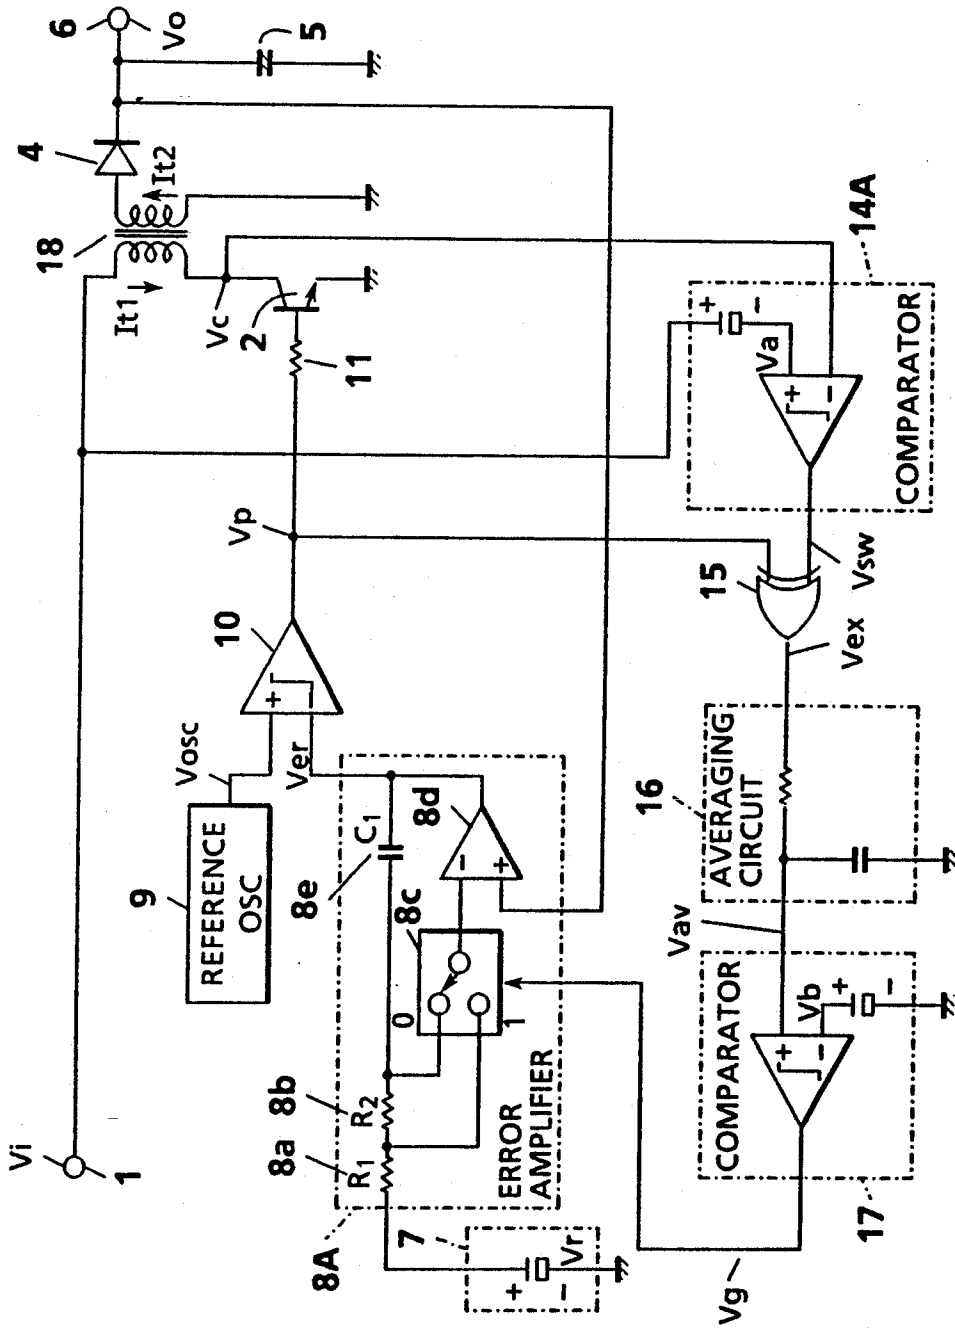 Vi
1
6
Vo
5
4
It2
18
It1
Vc
2
11
Vp
10
Vosc
Ver
+
−
9
REFERENCE
OSC
8A
8a
R1
8b
R2
8e
C1
8c
0
1
8d
−
+
ERROR
AMPLIFIER
7
+
−
Vr
14A
+
−
Va
+
−
COMPARATOR
Vsw
15
Vex
16
AVERAGING
CIRCUIT
Vav
COMPARATOR
+
−
Vb
+
−
17
Vg